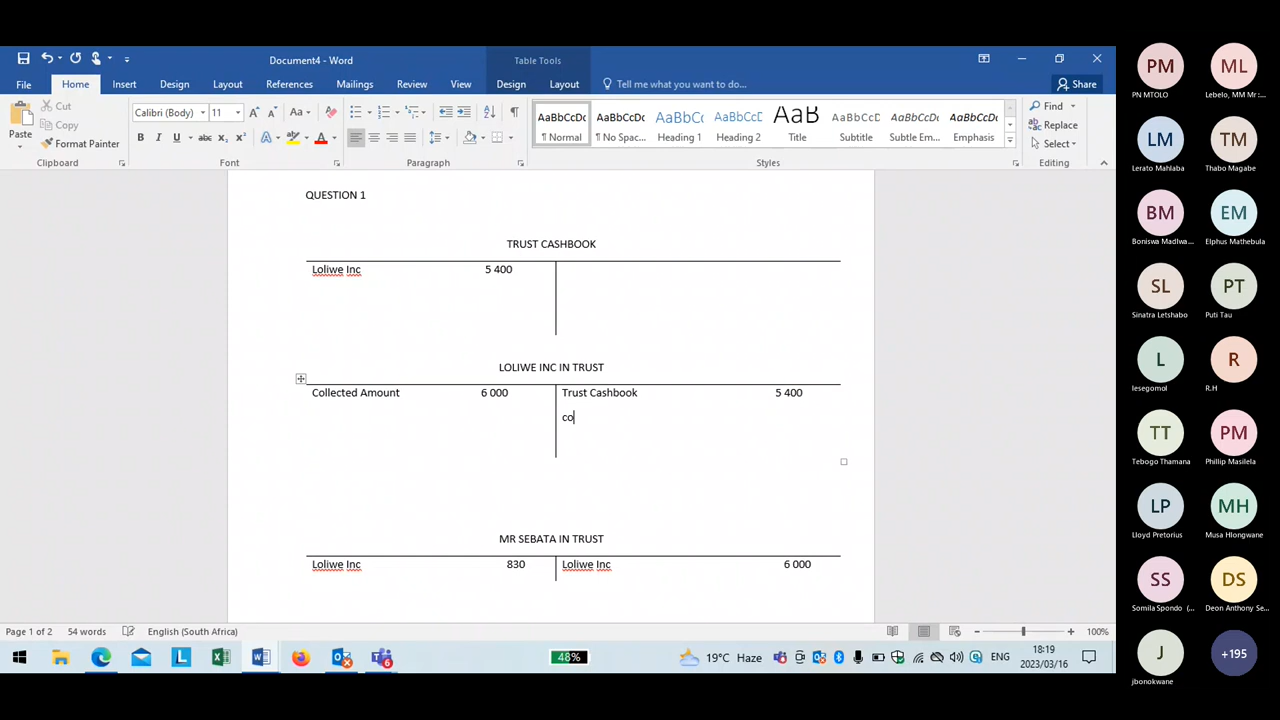 Document4 - Word
Table Tools
File
Home
Insert
Design
Layout
References
Mailings
Review
View
Design
Layout
Tell me what you want to do...
Share
Paste
Cut
Copy
Format Painter
Clipboard
Calibri (Body)
11
Font
Paragraph
AaBbCcDc
¶ Normal
AaBbCcDc
¶ No Spac...
AaBbCc
Heading 1
AaBbCcD
Heading 2
AaB
Title
AaBbCcD
Subtitle
AaBbCcDc
Subtle Em...
AaBbCcDc
Emphasis
Styles
Find
Replace
Select
Editing
QUESTION 1
TRUST CASHBOOK
Loliwe Inc 5 400
LOLIWE INC IN TRUST
Collected Amount 6 000 Trust Cashbook 5 400
co
MR SEBATA IN TRUST
Loliwe Inc 830 Loliwe Inc 6 000
Page 1 of 2 54 words English (South Africa) 100%
48%
19°C Haze
ENG
18:19
2023/03/16
PM
PN MTOLO
ML
Lebelo, MM Mr :...
LM
Lerato Mahlaba
TM
Thabo Magabe
BM
Boniswa Madlwa...
EM
Elphus Mathebula
SL
Sinatra Letshabo
PT
Puti Tau
L
lesegomol
R
R.H
TT
Tebogo Thamana
PM
Phillip Masilela
LP
Lloyd Pretorius
MH
Musa Hlongwane
SS
Somila Spondo (...
DS
Deon Anthony Se...
J
jbonokwane
+195